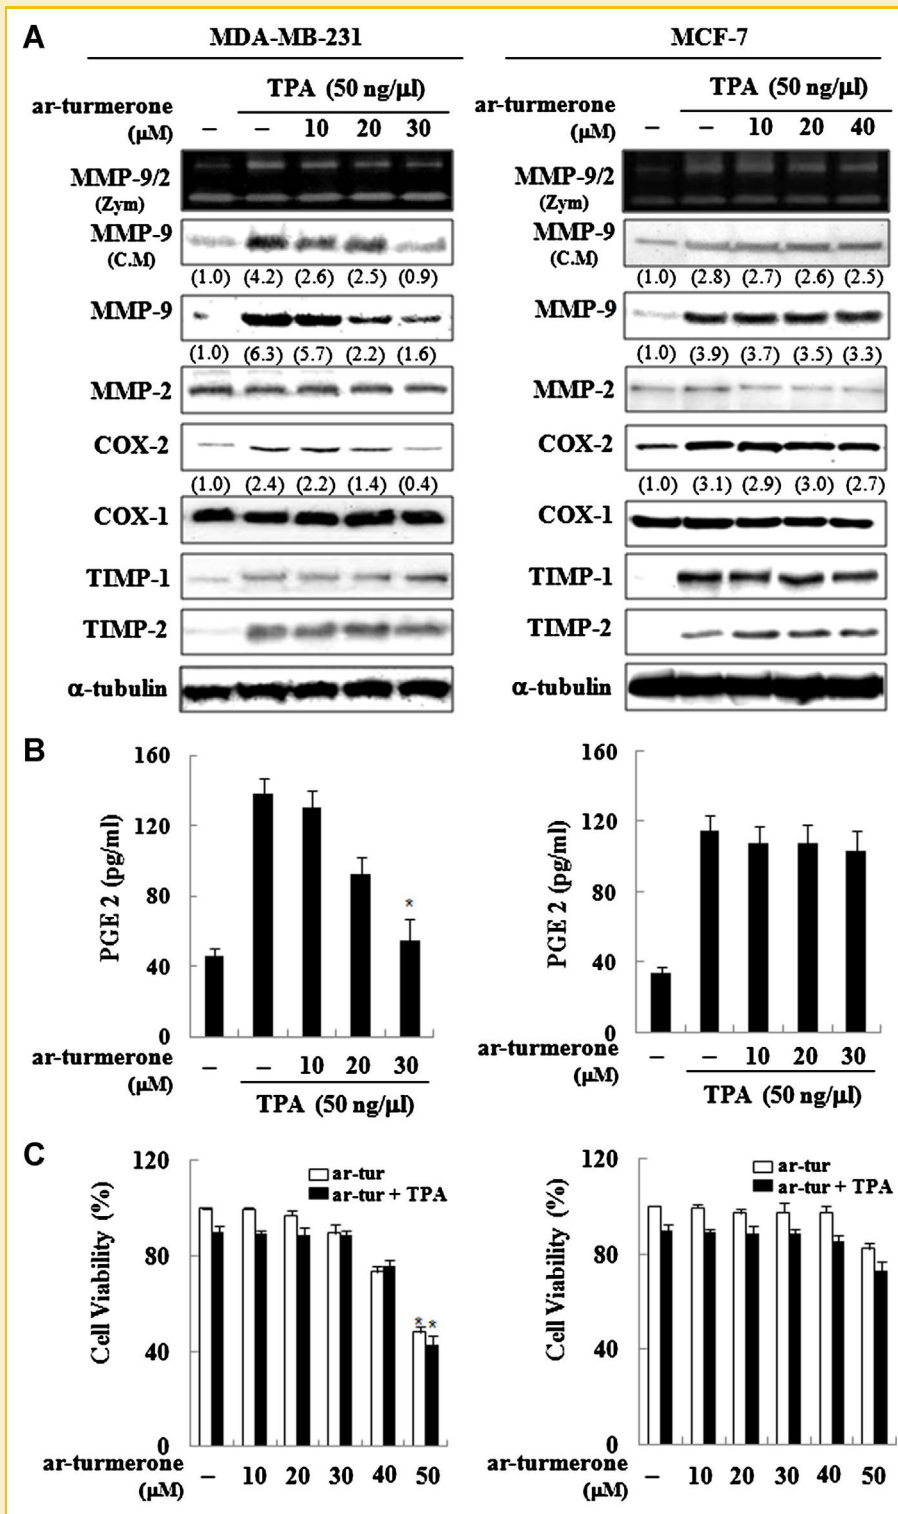 A
MDA-MB-231
MCF-7
TPA (50 ng/μl)
ar-turmerone
(μM)
– – 10 20 30
MMP-9/2
(Zym)
MMP-9
(C.M)
(1.0) (4.2) (2.6) (2.5) (0.9)
MMP-9
(1.0) (6.3) (5.7) (2.2) (1.6)
MMP-2
COX-2
(1.0) (2.4) (2.2) (1.4) (0.4)
COX-1
TIMP-1
TIMP-2
α-tubulin
TPA (50 ng/μl)
ar-turmerone
(μM)
– – 10 20 40
MMP-9/2
(Zym)
MMP-9
(C.M)
(1.0) (2.8) (2.7) (2.6) (2.5)
MMP-9
(1.0) (3.9) (3.7) (3.5) (3.3)
MMP-2
COX-2
(1.0) (3.1) (2.9) (3.0) (2.7)
COX-1
TIMP-1
TIMP-2
α-tubulin
B
PGE 2 (pg/ml)
160
120
80
40
0
*
ar-turmerone
(μM)
– – 10 20 30
TPA (50 ng/μl)
PGE 2 (pg/ml)
160
120
80
40
0
ar-turmerone
(μM)
– – 10 20 30
TPA (50 ng/μl)
C
Cell Viability (%)
120
80
40
0
ar-tur
ar-tur + TPA
* *
ar-turmerone
(μM)
– 10 20 30 40 50
Cell Viability (%)
120
80
40
0
ar-tur
ar-tur + TPA
ar-turmerone
(μM)
– 10 20 30 40 50